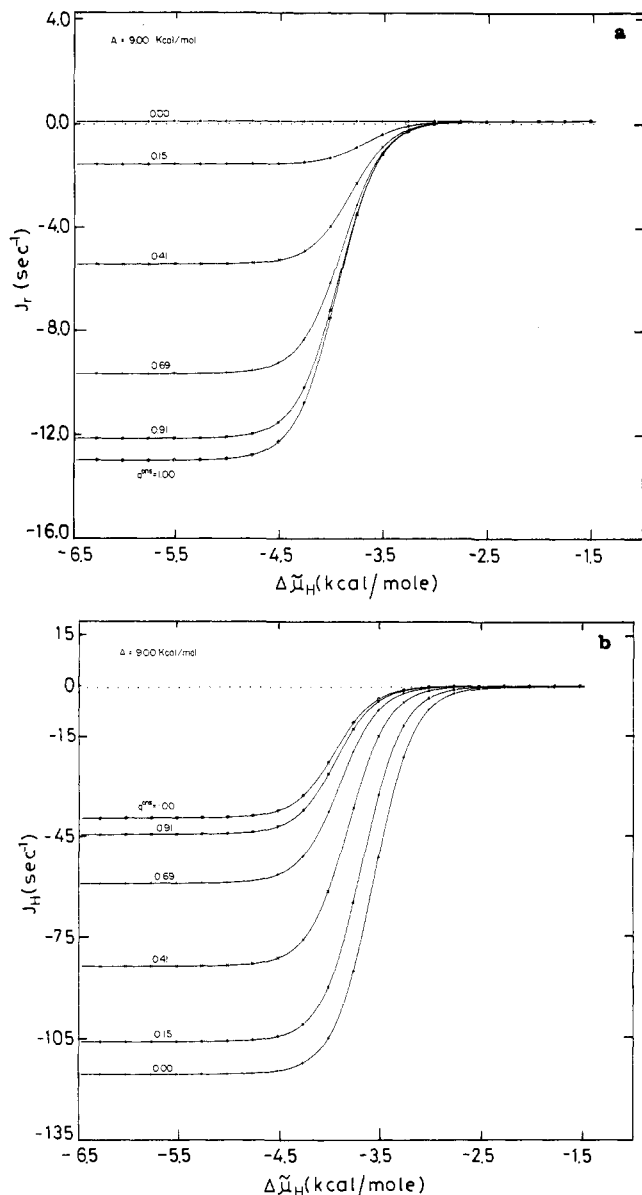 a
A = 9.00 Kcal/mol
4.0
0.0
-4.0
-8.0
-12.0
-16.0
0.00
0.15
0.41
0.69
0.91
q^ons=1.00
J_r (sec⁻¹)
-6.5 -5.5 -4.5 -3.5 -2.5 -1.5
Δμ̃_H (kcal/mole)
b
A = 9.00 Kcal/mol
15
0
-15
-45
-75
-105
-135
q^ons=1.00
0.91
0.69
0.41
0.15
0.00
J_H (sec⁻¹)
-6.5 -5.5 -4.5 -3.5 -2.5 -1.5
Δμ̃_H (kcal/mole)